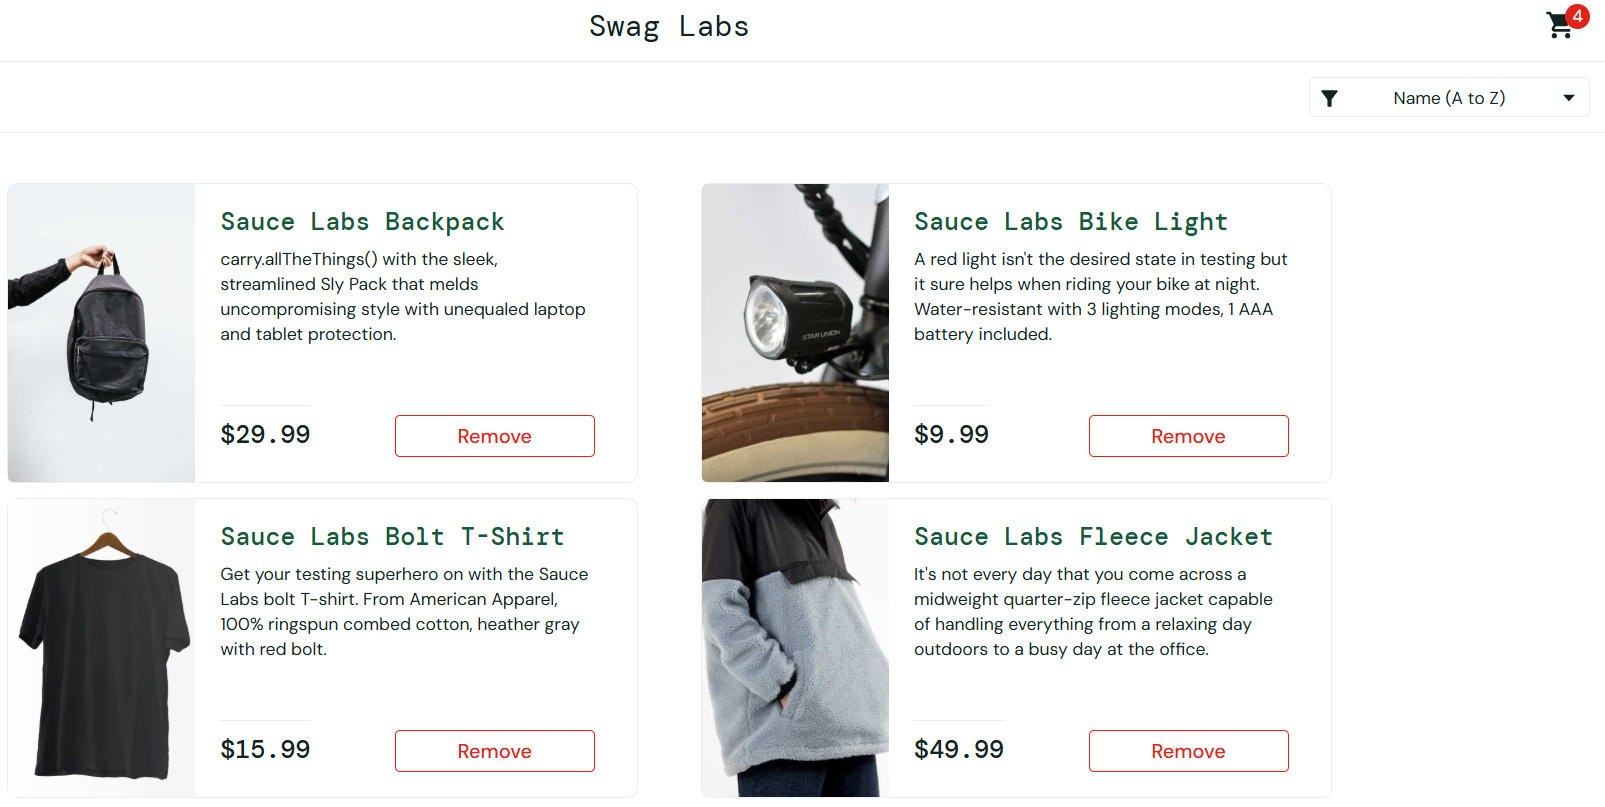 Swag Labs
4
Name (A to Z)
Sauce Labs Backpack
carry.allTheThings() with the sleek,
streamlined Sly Pack that melds
uncompromising style with unequaled laptop
and tablet protection.
$29.99
Remove
Sauce Labs Bike Light
A red light isn't the desired state in testing but
it sure helps when riding your bike at night.
Water-resistant with 3 lighting modes, 1 AAA
battery included.
STAR UNION
$9.99
Remove
Sauce Labs Bolt T-Shirt
Get your testing superhero on with the Sauce
Labs bolt T-shirt. From American Apparel,
100% ringspun combed cotton, heather gray
with red bolt.
$15.99
Remove
Sauce Labs Fleece Jacket
It's not every day that you come across a
midweight quarter-zip fleece jacket capable
of handling everything from a relaxing day
outdoors to a busy day at the office.
$49.99
Remove